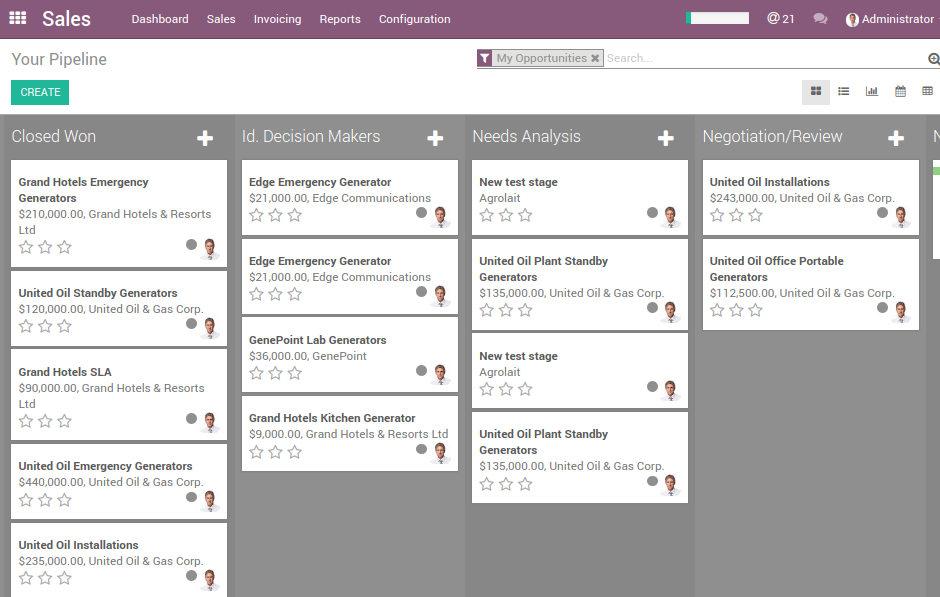 Sales
Dashboard Sales Invoicing Reports Configuration
@ 21
Administrator
Your Pipeline
My Opportunities
Search...
CREATE
Closed Won
Grand Hotels Emergency
Generators
$210,000.00, Grand Hotels & Resorts
Ltd
United Oil Standby Generators
$120,000.00, United Oil & Gas Corp.
Grand Hotels SLA
$90,000.00, Grand Hotels & Resorts
Ltd
United Oil Emergency Generators
$440,000.00, United Oil & Gas Corp.
United Oil Installations
$235,000.00, United Oil & Gas Corp.
Id. Decision Makers
Edge Emergency Generator
$21,000.00, Edge Communications
Edge Emergency Generator
$21,000.00, Edge Communications
GenePoint Lab Generators
$36,000.00, GenePoint
Grand Hotels Kitchen Generator
$9,000.00, Grand Hotels & Resorts Ltd
Needs Analysis
New test stage
Agrolait
United Oil Plant Standby
Generators
$135,000.00, United Oil & Gas Corp.
New test stage
Agrolait
United Oil Plant Standby
Generators
$135,000.00, United Oil & Gas Corp.
Negotiation/Review
United Oil Installations
$243,000.00, United Oil & Gas Corp.
United Oil Office Portable
Generators
$112,500.00, United Oil & Gas Corp.